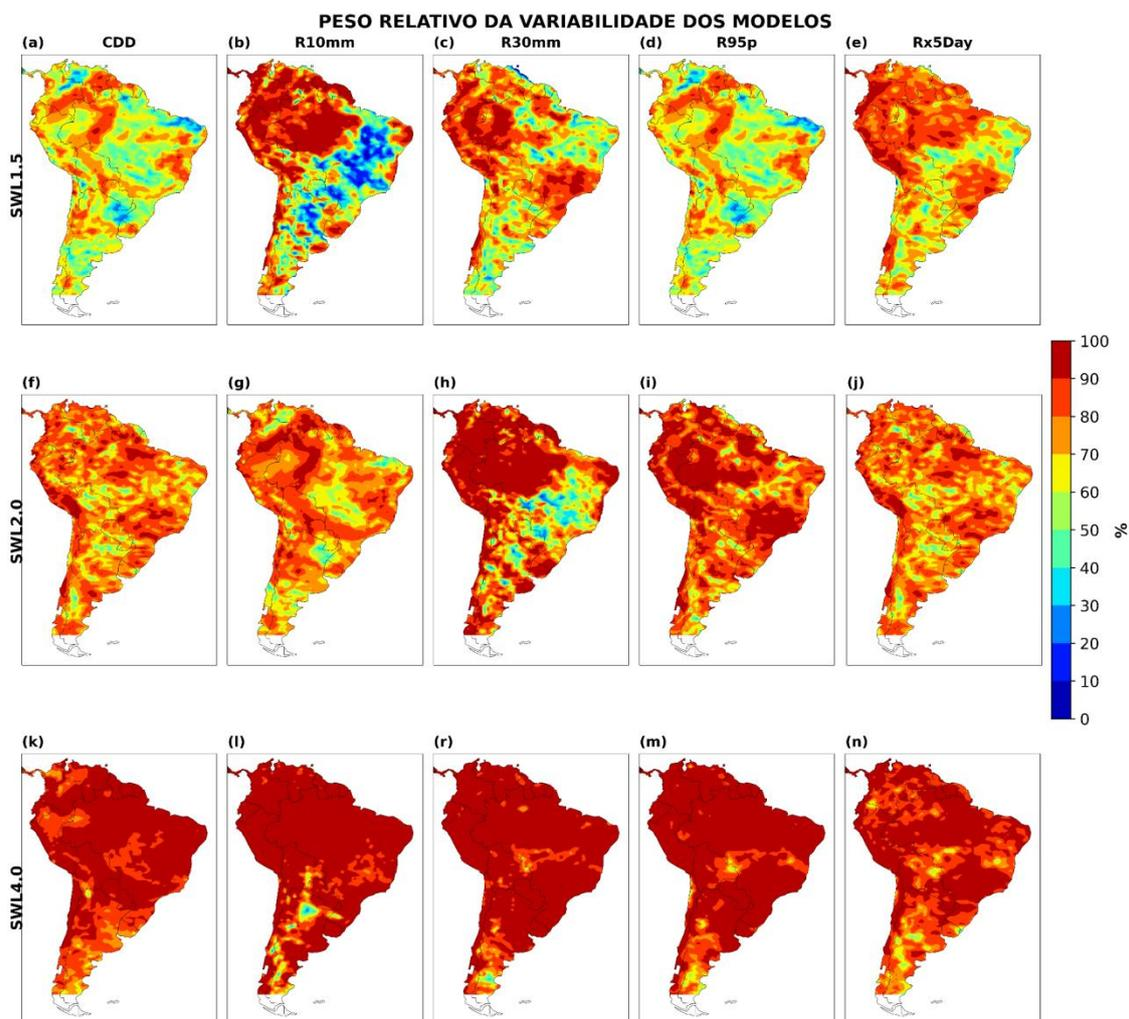 PESO RELATIVO DA VARIABILIDADE DOS MODELOS
(a) CDD (b) R10mm (c) R30mm (d) R95p (e) Rx5Day
SWL1.5
(f) (g) (h) (i) (j)
SWL2.0
100
90
80
70
60
50
40
30
20
10
0
%
(k) (l) (r) (m) (n)
SWL4.0